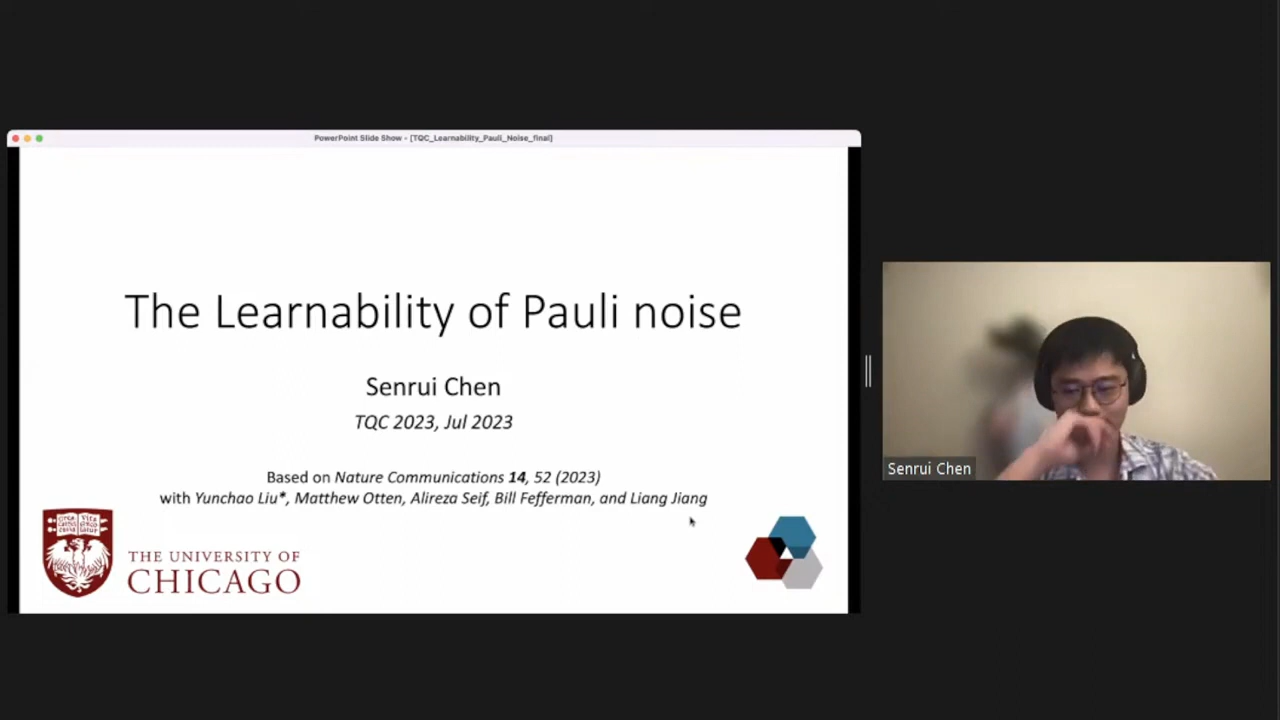 PowerPoint Slide Show - [TQC_Learnability_Pauli_Noise_final]
The Learnability of Pauli noise
Senrui Chen
TQC 2023, Jul 2023
Based on Nature Communications 14, 52 (2023)
with Yunchao Liu*, Matthew Otten, Alireza Seif, Bill Fefferman, and Liang Jiang
THE UNIVERSITY OF
CHICAGO
Senrui Chen